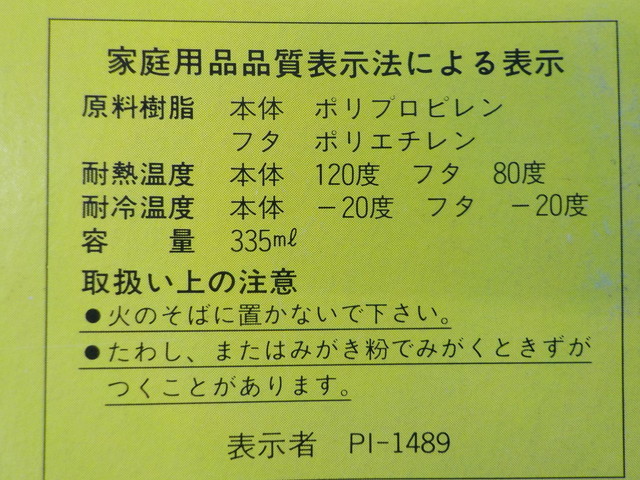 家庭用品品質表示法による表示
原料樹脂 本体 ポリプロピレン
フタ ポリエチレン
耐熱温度 本体 120度 フタ 80度
耐冷温度 本体 −20度 フタ −20度
容 量 335ml
取扱い上の注意
●火のそばに置かないで下さい。
●たわし、またはみがき粉でみがくときずが
つくことがあります。
表示者 PI-1489